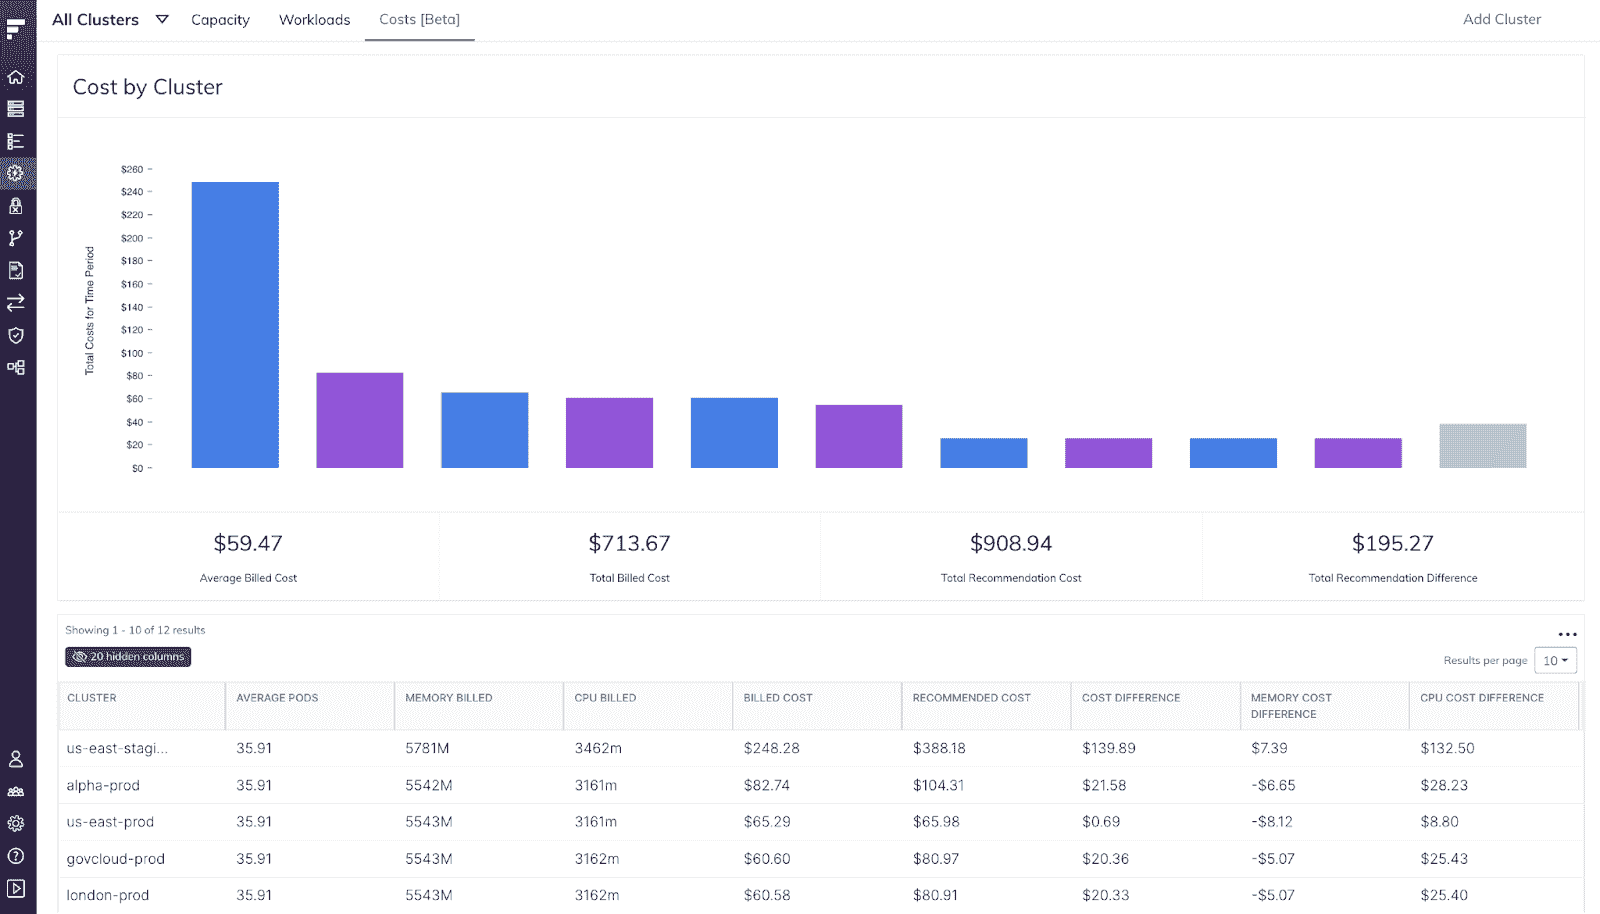 All Clusters Capacity Workloads Costs [Beta] Add Cluster
Cost by Cluster
Total Costs for Time Period
$260
$240
$220
$200
$180
$160
$140
$120
$100
$80
$60
$40
$20
$0
$59.47 $713.67 $908.94 $195.27
Average Billed Cost Total Billed Cost Total Recommendation Cost Total Recommendation Difference
Showing 1 - 10 of 12 results
20 hidden columns
Results per page 10
CLUSTER AVERAGE PODS MEMORY BILLED CPU BILLED BILLED COST RECOMMENDED COST COST DIFFERENCE MEMORY COST DIFFERENCE CPU COST DIFFERENCE
us-east-stagi... 35.91 5781M 3462m $248.28 $388.18 $139.89 $7.39 $132.50
alpha-prod 35.91 5542M 3161m $82.74 $104.31 $21.58 -$6.65 $28.23
us-east-prod 35.91 5543M 3161m $65.29 $65.98 $0.69 -$8.12 $8.80
govcloud-prod 35.91 5543M 3162m $60.60 $80.97 $20.36 -$5.07 $25.43
london-prod 35.91 5543M 3162m $60.58 $80.91 $20.33 -$5.07 $25.40